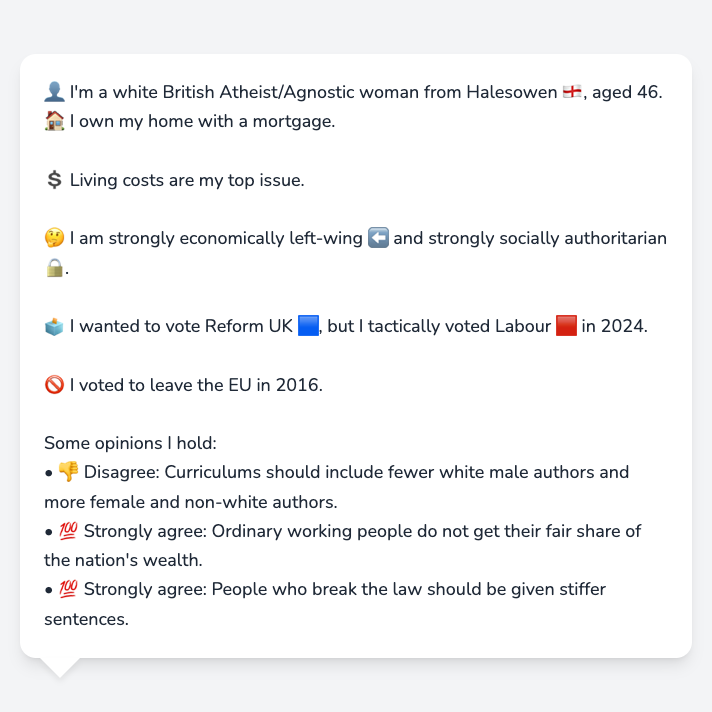 👤 I'm a white British Atheist/Agnostic woman from Halesowen 🏴󠁧󠁢󠁥󠁮󠁧󠁿, aged 46.
🏠 I own my home with a mortgage.
💲 Living costs are my top issue.
🤔 I am strongly economically left-wing ⬅️ and strongly socially authoritarian
🔒.
🗳️ I wanted to vote Reform UK 🟦, but I tactically voted Labour 🟥 in 2024.
🚫 I voted to leave the EU in 2016.
Some opinions I hold:
• 👎 Disagree: Curriculums should include fewer white male authors and
more female and non-white authors.
• 💯 Strongly agree: Ordinary working people do not get their fair share of
the nation's wealth.
• 💯 Strongly agree: People who break the law should be given stiffer
sentences.